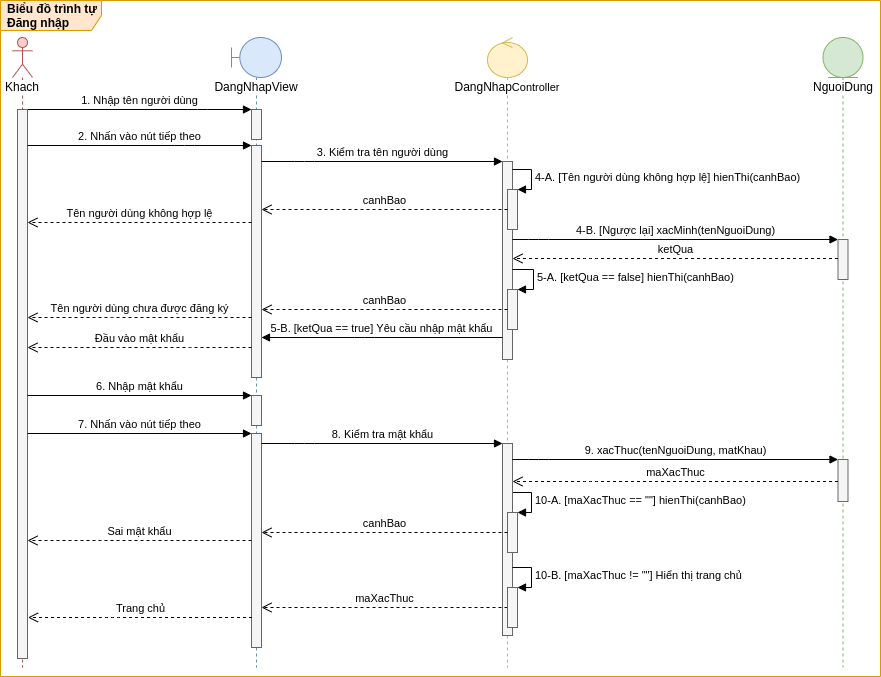 Biểu đồ trình tự
Đăng nhập
Khach
DangNhapView
DangNhapController
NguoiDung
1. Nhập tên người dùng
2. Nhấn vào nút tiếp theo
3. Kiểm tra tên người dùng
4-A. [Tên người dùng không hợp lệ] hienThi(canhBao)
canhBao
Tên người dùng không hợp lệ
4-B. [Ngược lại] xacMinh(tenNguoiDung)
ketQua
5-A. [ketQua == false] hienThi(canhBao)
canhBao
Tên người dùng chưa được đăng ký
5-B. [ketQua == true] Yêu cầu nhập mật khẩu
Đầu vào mật khẩu
6. Nhập mật khẩu
7. Nhấn vào nút tiếp theo
8. Kiểm tra mật khẩu
9. xacThuc(tenNguoiDung, matKhau)
maXacThuc
10-A. [maXacThuc == ""] hienThi(canhBao)
canhBao
Sai mật khẩu
10-B. [maXacThuc != ""] Hiển thị trang chủ
maXacThuc
Trang chủ